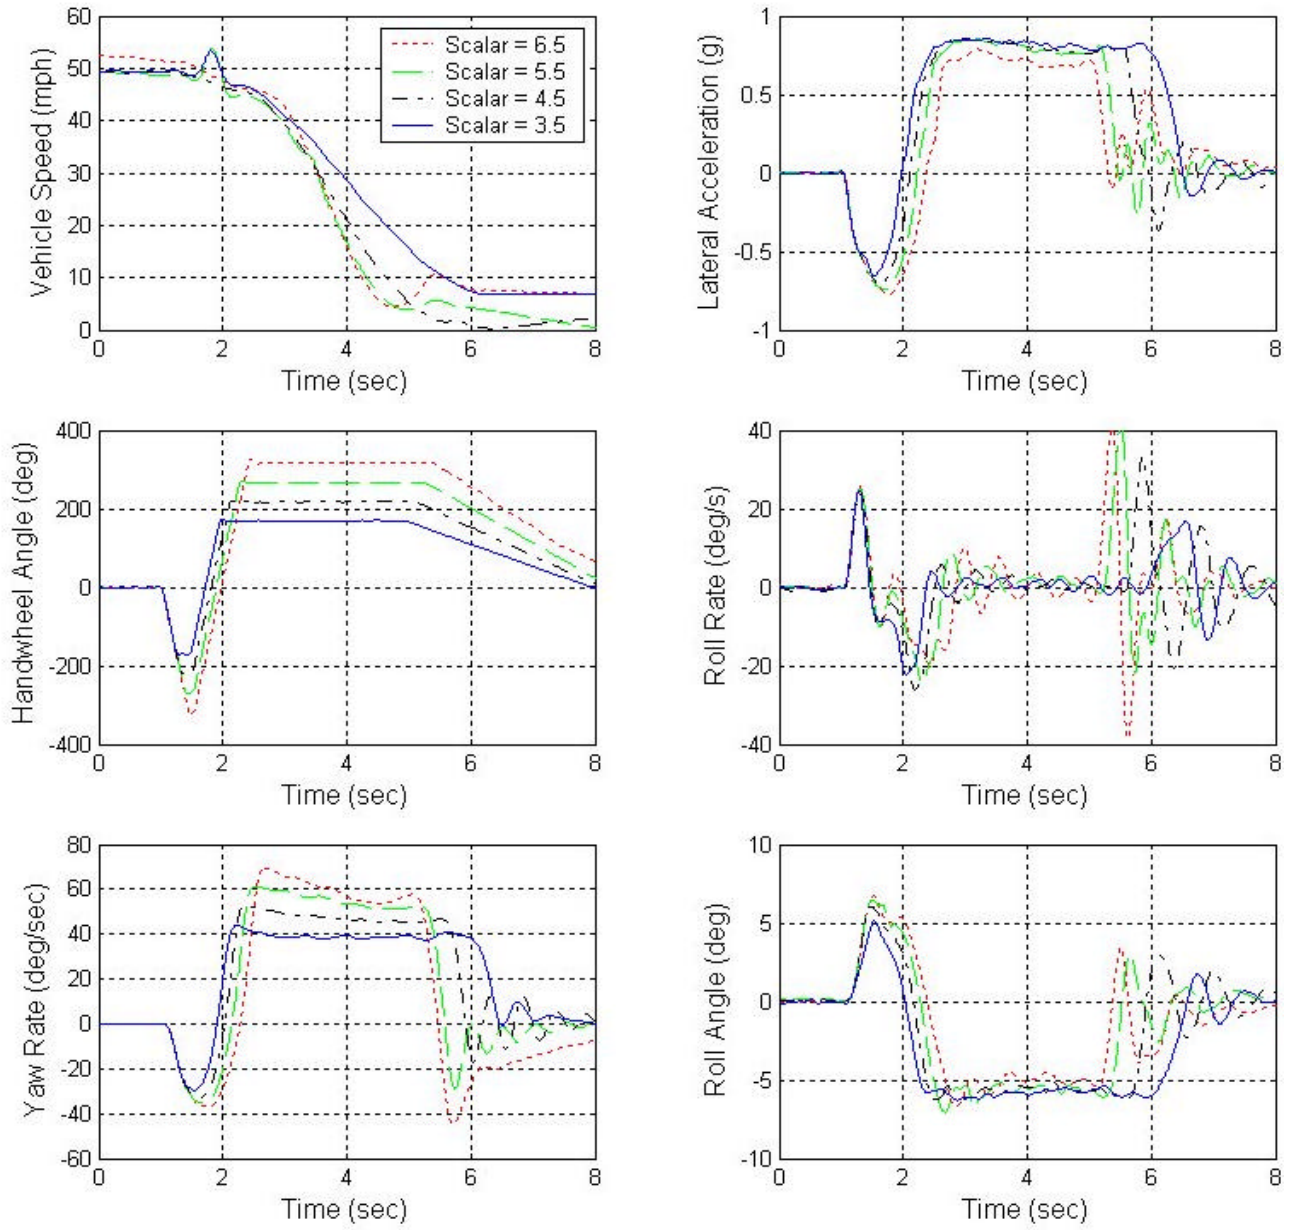 Vehicle Speed (mph)
60
50
40
30
20
10
0
Scalar = 6.5
Scalar = 5.5
Scalar = 4.5
Scalar = 3.5
0 2 4 6 8
Time (sec)
Lateral Acceleration (g)
1
0.5
0
-0.5
-1
0 2 4 6 8
Time (sec)
Handwheel Angle (deg)
400
200
0
-200
-400
0 2 4 6 8
Time (sec)
Roll Rate (deg/s)
40
20
0
-20
-40
0 2 4 6 8
Time (sec)
Yaw Rate (deg/sec)
80
60
40
20
0
-20
-40
-60
0 2 4 6 8
Time (sec)
Roll Angle (deg)
10
5
0
-5
-10
0 2 4 6 8
Time (sec)